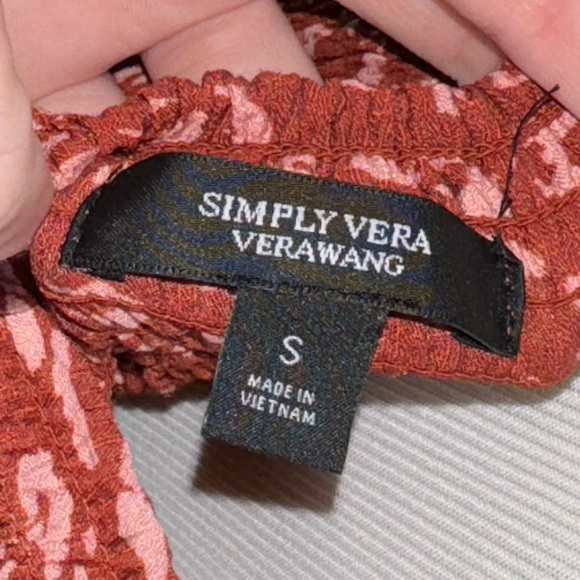 SIMPLY VERA
VERAWANG
S
MADE IN
VIETNAM